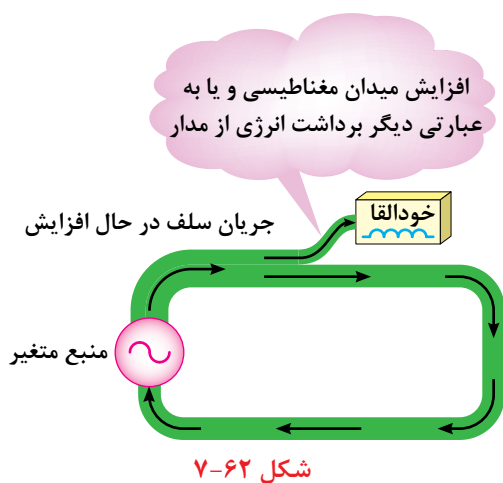 افزایش میدان مغناطیسی و یا به
عبارتی دیگر برداشت انرژی از مدار
خودالقا
جریان سلف در حال افزایش
منبع متغیر
شکل ۶۲-۷